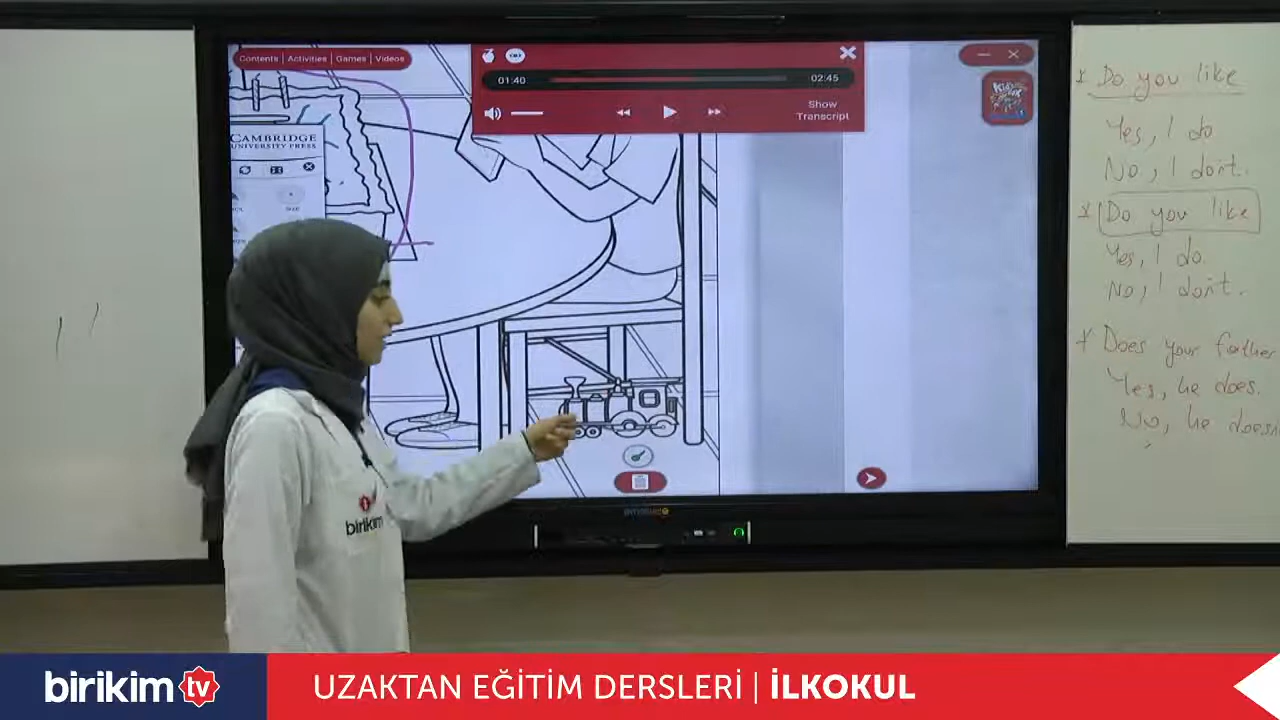 Contents | Activities | Games | Videos
01:40
02:45
Show
Transcript
CAMBRIDGE
UNIVERSITY PRESS
* Do you like
Yes, I do
No, I don't.
* Do you like
Yes, I do.
No, I don't.
* Does your father
Yes, he does.
No, he doesn
birikim
birikim tv
UZAKTAN EĞİTİM DERSLERİ | İLKOKUL